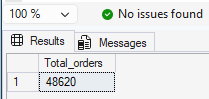 100 %
No issues found
Results
Messages
Total_orders
1
48620